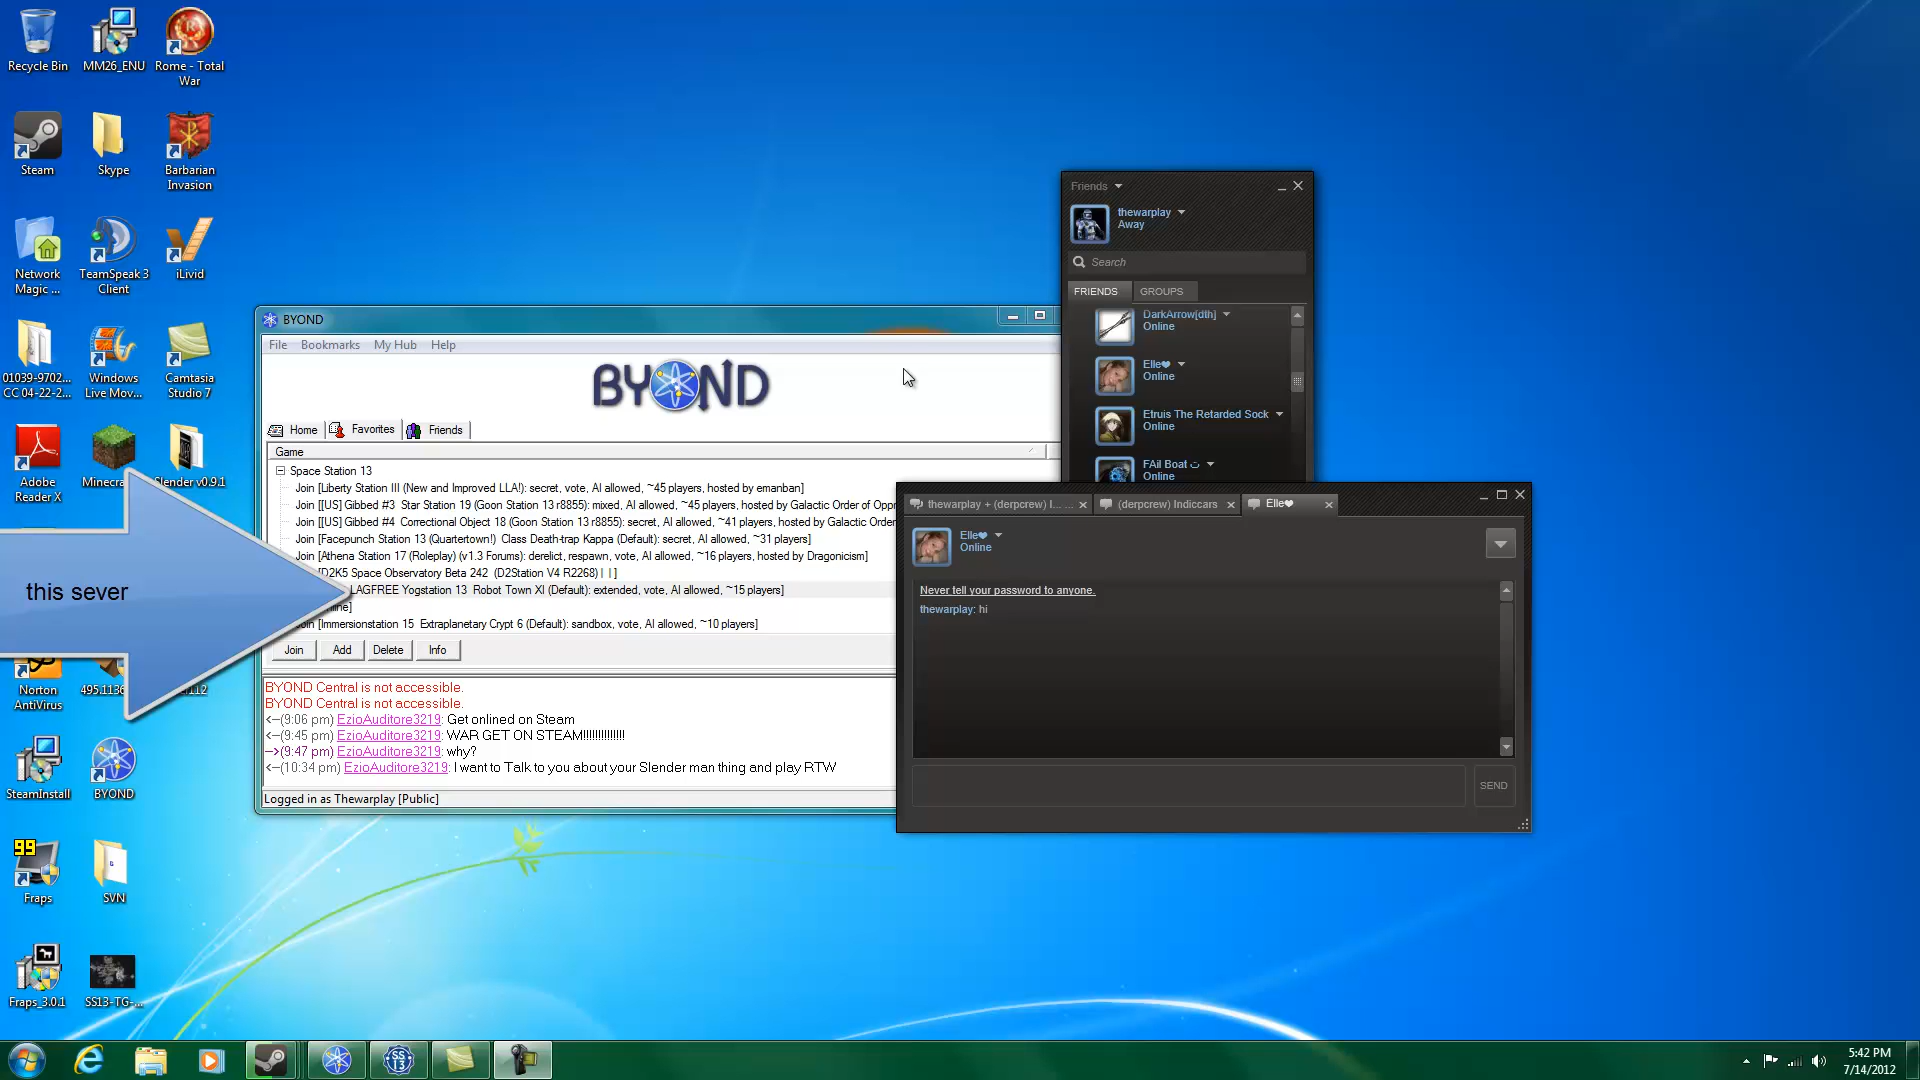 Recycle Bin
MM26_ENU
Rome - Total
War
Steam
Skype
Barbarian
Invasion
Network
Magic ...
TeamSpeak 3
Client
iLivid
01039-9702...
CC 04-22-2...
Windows
Live Mov...
Camtasia
Studio 7
Adobe
Reader X
Minecra
Slender v0.9.1
this sever
Norton
AntiVirus
SteamInstall
BYOND
99
Fraps
SVN
Fraps_3.0.1
SS13-TG-...
BYOND
File
Bookmarks
My Hub
Help
BYOND
Home
Favorites
Friends
Game
Space Station 13
Join [Liberty Station III (New and Improved LLA!): secret, vote, AI allowed, ~45 players, hosted by emanban]
Join [[US] Gibbed #3  Star Station 19 (Goon Station 13 r8855): mixed, AI allowed, ~45 players, hosted by Galactic Order of Oppr
Join [[US] Gibbed #4  Correctional Object 18 (Goon Station 13 r8855): secret, AI allowed, ~41 players, hosted by Galactic Order
Join [Facepunch Station 13 (Quartertown!)  Class Death-trap Kappa (Default): secret, AI allowed, ~31 players]
Join [Athena Station 17 (Roleplay) (v1.3 Forums): derelict, respawn, vote, AI allowed, ~16 players, hosted by Dragonicism]
[D2K5 Space Observatory Beta 242  (D2Station V4 R2268)| | ]
LAGFREE Yogstation 13  Robot Town XI (Default): extended, vote, AI allowed, ~15 players]
line]
[Immersionstation 15  Extraplanetary Crypt 6 (Default): sandbox, vote, AI allowed, ~10 players]
Join
Add
Delete
Info
BYOND Central is not accessible.
BYOND Central is not accessible.
<--(9:06 pm) EzioAuditore3219: Get onlined on Steam
<--(9:45 pm) EzioAuditore3219: WAR GET ON STEAM!!!!!!!!!!!!!!
-->(9:47 pm) EzioAuditore3219: why?
<--(10:34 pm) EzioAuditore3219: I want to Talk to you about your Slender man thing and play RTW
Logged in as Thewarplay [Public]
Friends
thewarplay
Away
Search
FRIENDS
GROUPS
DarkArrow[dth]
Online
Elle❤
Online
Etruis The Retarded Sock
Online
FAil Boat
Online
thewarplay + (derpcrew) I... ...
(derpcrew) Indiccars
Elle❤
Elle❤
Online
Never tell your password to anyone.
thewarplay: hi
SEND
SS
13
5:42 PM
7/14/2012